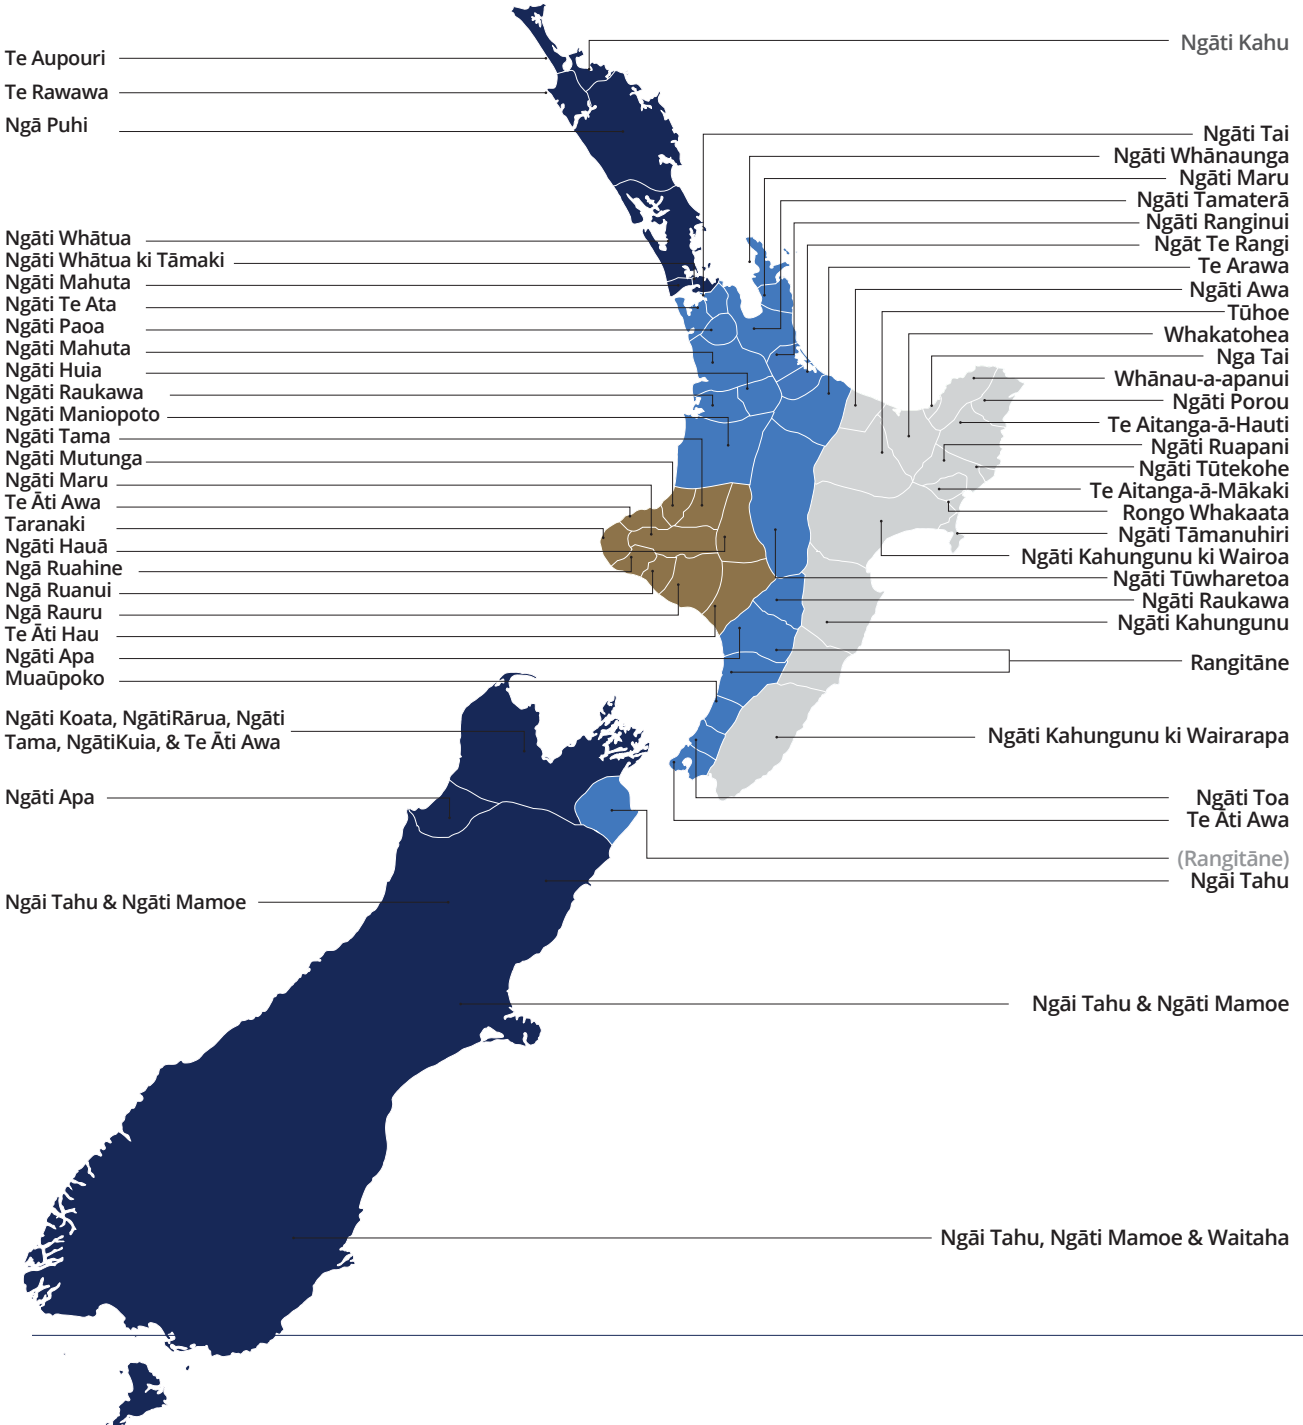 Te Aupouri
Te Rawawa
Ngā Puhi
Ngāti Whātua
Ngāti Whātua ki Tāmaki
Ngāti Mahuta
Ngāti Te Ata
Ngāti Paoa
Ngāti Mahuta
Ngāti Huia
Ngāti Raukawa
Ngāti Maniopoto
Ngāti Tama
Ngāti Mutunga
Ngāti Maru
Te Āti Awa
Taranaki
Ngāti Hauā
Ngā Ruahine
Ngā Ruanui
Ngā Rauru
Te Āti Hau
Ngāti Apa
Muaūpoko
Ngāti Koata, NgātiRārua, Ngāti
Tama, NgātiKuia, & Te Āti Awa
Ngāti Apa
Ngāi Tahu & Ngāti Mamoe
Ngāti Kahu
Ngāti Tai
Ngāti Whānaunga
Ngāti Maru
Ngāti Tamaterā
Ngāti Ranginui
Ngāt Te Rangi
Te Arawa
Ngāti Awa
Tūhoe
Whakatohea
Nga Tai
Whānau-a-apanui
Ngāti Porou
Te Aitanga-ā-Hauti
Ngāti Ruapani
Ngāti Tūtekohe
Te Aitanga-ā-Mākaki
Rongo Whakaata
Ngāti Tāmanuhiri
Ngāti Kahungunu ki Wairoa
Ngāti Tūwharetoa
Ngāti Raukawa
Ngāti Kahungunu
Rangitāne
Ngāti Kahungunu ki Wairarapa
Ngāti Toa
Te Āti Awa
(Rangitāne)
Ngāi Tahu
Ngāi Tahu & Ngāti Mamoe
Ngāi Tahu, Ngāti Mamoe & Waitaha